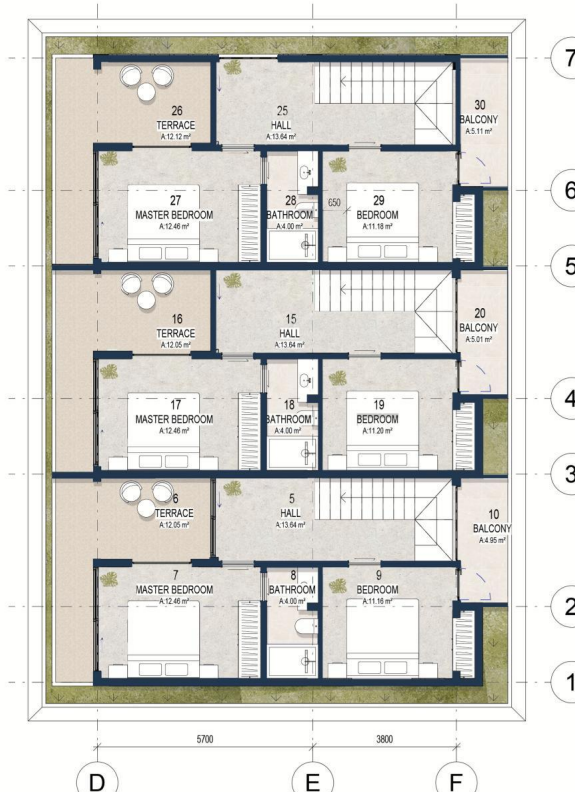 7
26
TERRACE
A:12.12 m²
25
HALL
A:13.64 m²
30
BALCONY
A:5.11 m²
6
27
MASTER BEDROOM
A:12.46 m²
28
BATHROOM
A:4.00 m²
650
29
BEDROOM
A:11.18 m²
5
16
TERRACE
A:12.05 m²
15
HALL
A:13.64 m²
20
BALCONY
A:5.01 m²
4
17
MASTER BEDROOM
A:12.46 m²
18
BATHROOM
A:4.00 m²
19
BEDROOM
A:11.20 m²
3
6
TERRACE
A:12.05 m²
5
HALL
A:13.64 m²
10
BALCONY
A:4.95 m²
7
MASTER BEDROOM
A:12.46 m²
8
BATHROOM
A:4.00 m²
9
BEDROOM
A:11.16 m²
2
1
5700
3800
D
E
F